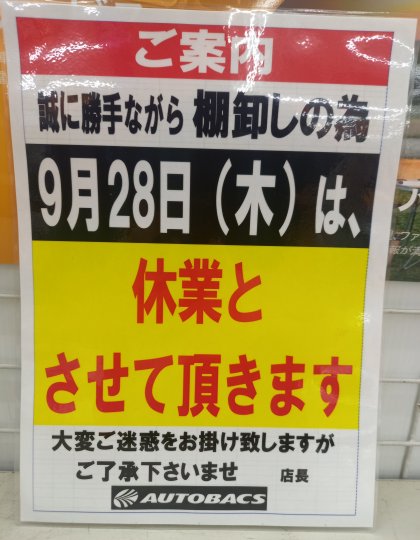 ご案内
誠に勝手ながら 棚卸しの為
9月28日（木）は、
休業と
させて頂きます
大変ご迷惑をお掛け致しますが
ご了承下さいませ 店長
AUTOBACS